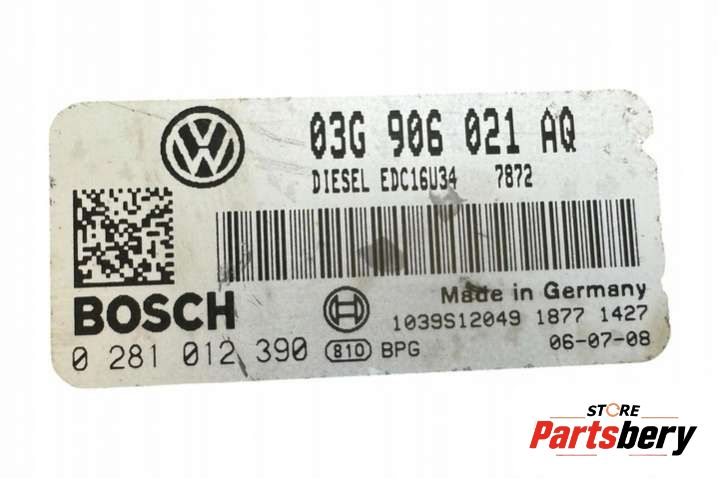 03G 906 021 AQ
DIESEL EDC16U34 7872
BOSCH
Made in Germany
1039S12049 1877 1427
0 281 012 390 810 BPG 06-07-08
STORE
Partsbery